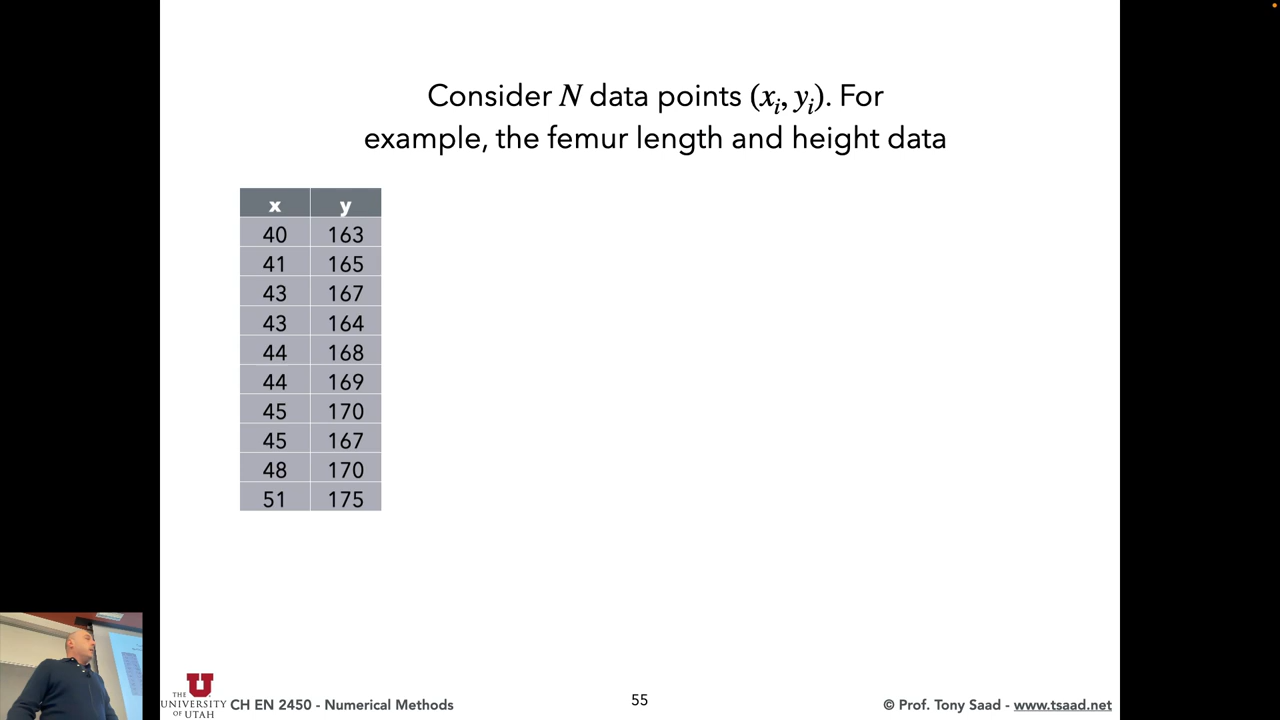 Consider N data points (xᵢ, yᵢ). For
example, the femur length and height data
x y
40 163
41 165
43 167
43 164
44 168
44 169
45 170
45 167
48 170
51 175
THE
UNIVERSITY
OF UTAH
CH EN 2450 - Numerical Methods
55
© Prof. Tony Saad - www.tsaad.net